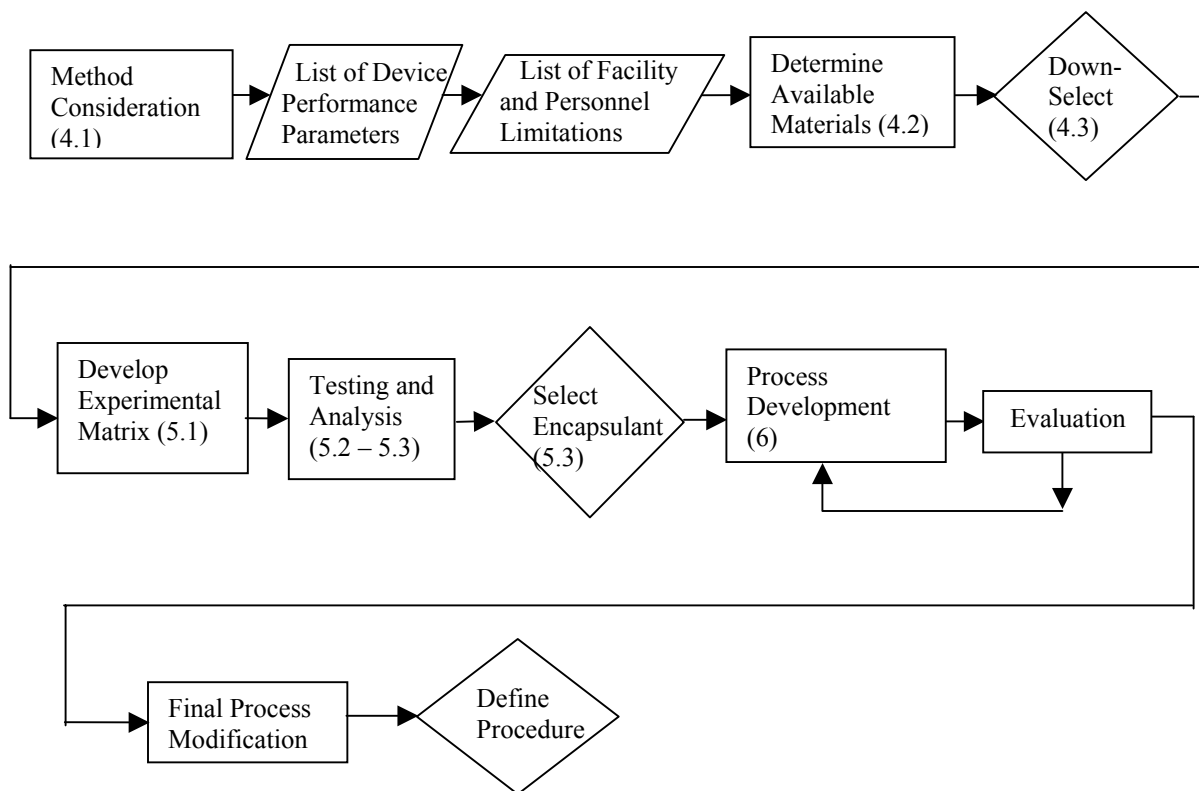 Method
Consideration
(4.1)
List of Device
Performance
Parameters
List of Facility
and Personnel
Limitations
Determine
Available
Materials (4.2)
Down-
Select
(4.3)
Develop
Experimental
Matrix (5.1)
Testing and
Analysis
(5.2 – 5.3)
Select
Encapsulant
(5.3)
Process
Development
(6)
Evaluation
Final Process
Modification
Define
Procedure